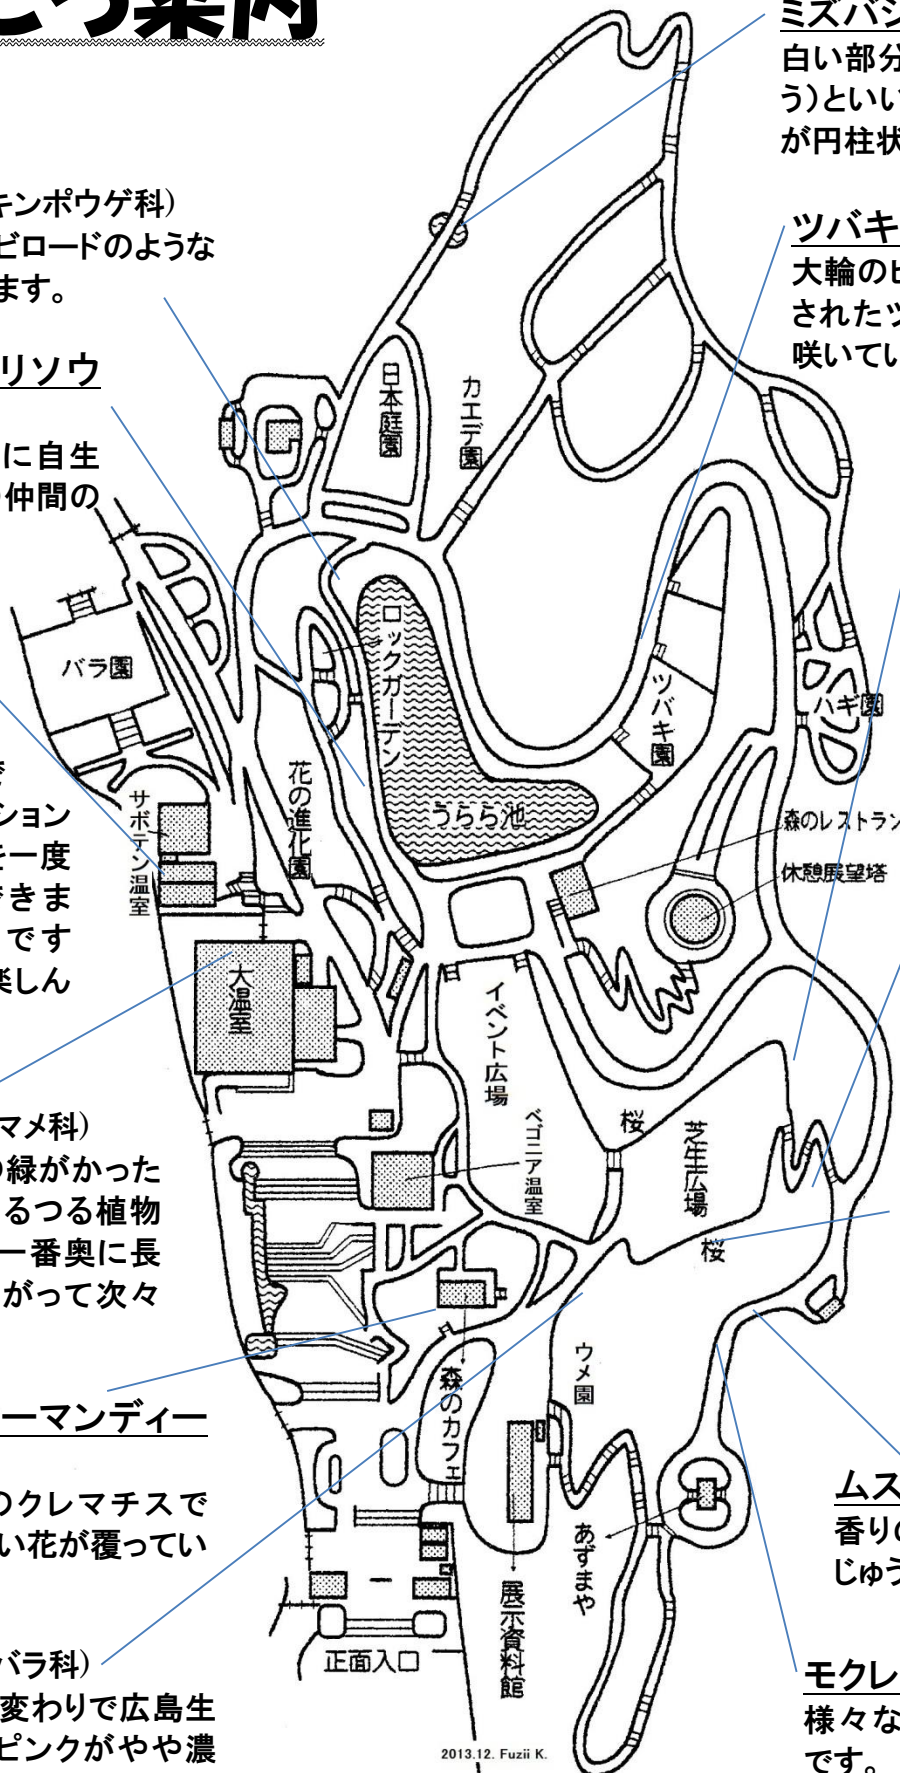 ごろ案内
ミズバシ
白い部分
う)といい
が円柱状
キンポウゲ科)
ビロードのような
ます。
ツバキ
大輪のピ
されたツ
咲いてい
リソウ
に自生
仲間の
日本庭園
カエデ園
バラ園
ロックガーデン
ツバキ園
ハギ園
うらら池
花の進化園
サボテン温室
森のレストラン
休憩展望塔
ション
を一度
できま
です
楽しん
大温室
イベント広場
ベゴニア温室
桜
芝生広場
桜
マメ科)
の緑がかった
るつる植物
一番奥に長
がって次々
ウメ園
森のカフェ
ーマンディー
のクレマチスで
い花が覆ってい
あずまや
展示資料館
ムス
香りの
じゅう
バラ科)
変わりで広島生
ピンクがやや濃
正面入口
モクレ
様々な
です。
2013.12. Fuzii K.